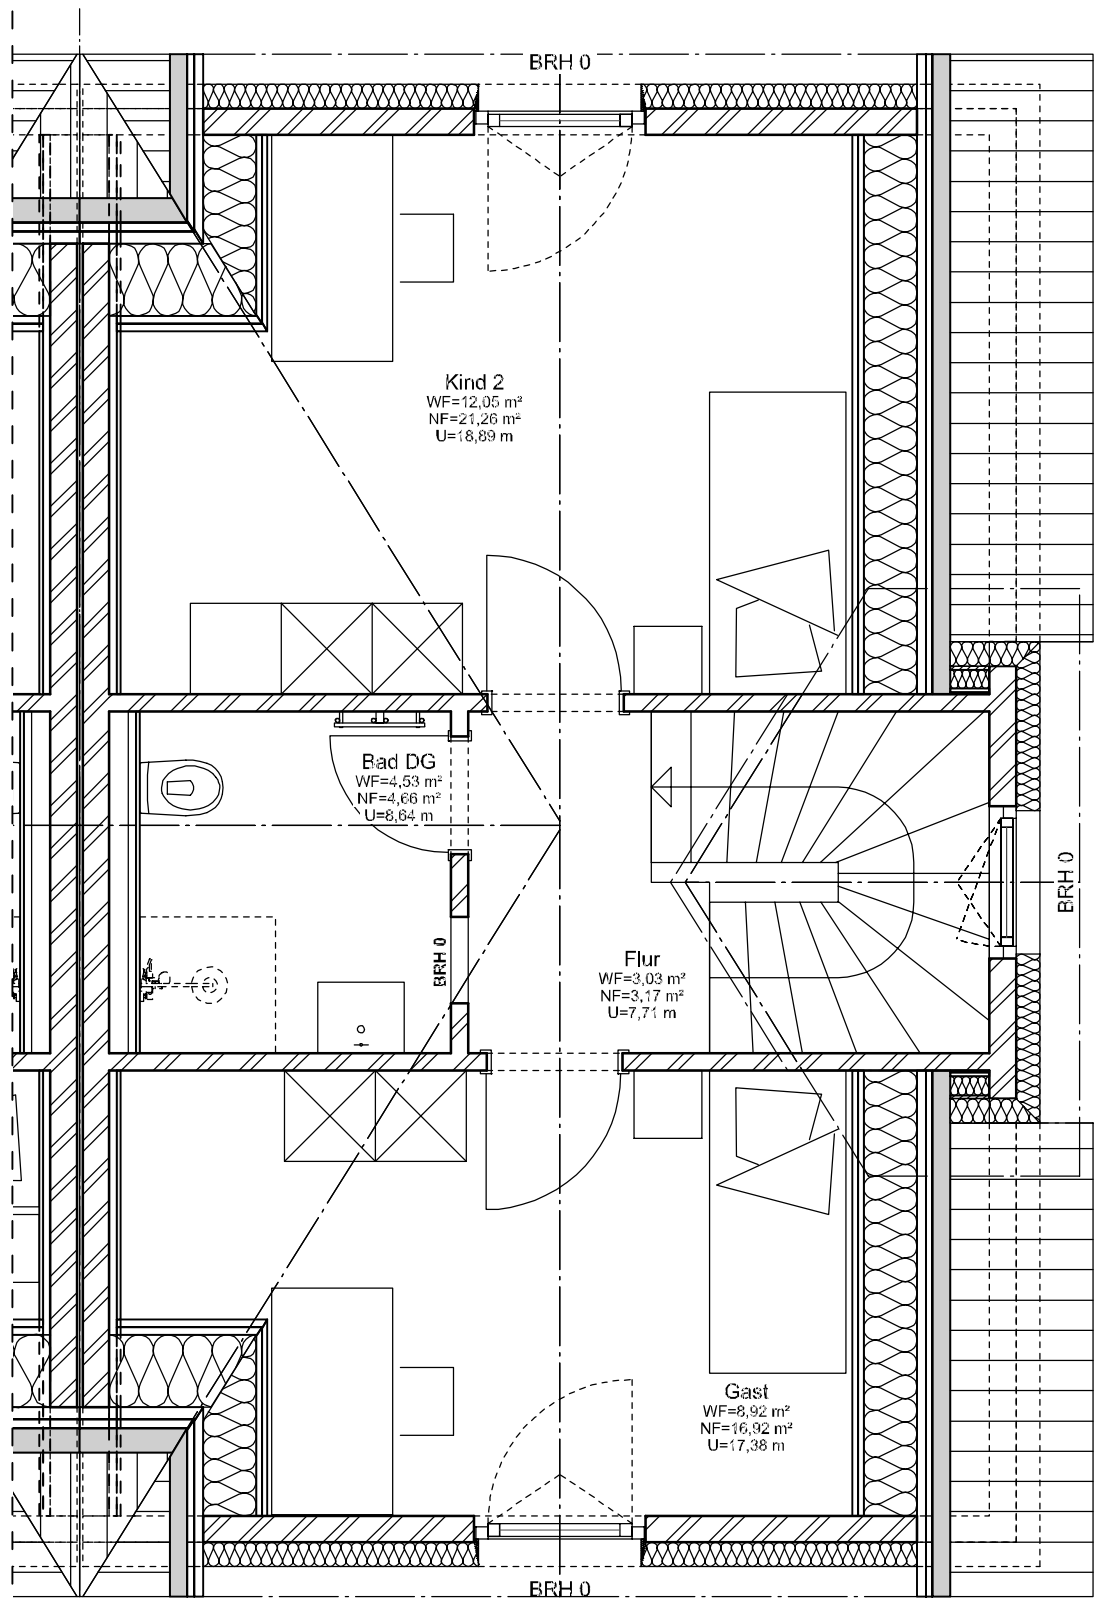 BRH 0
Kind 2
WF=12,05 m²
NF=21,26 m²
U=18,89 m
Bad DG
WF=4,53 m²
NF=4,66 m²
U=8,64 m
BRH 0
BRH 0
Flur
WF=3,03 m²
NF=3,17 m²
U=7,71 m
Gast
WF=8,92 m²
NF=16,92 m²
U=17,38 m
BRH 0